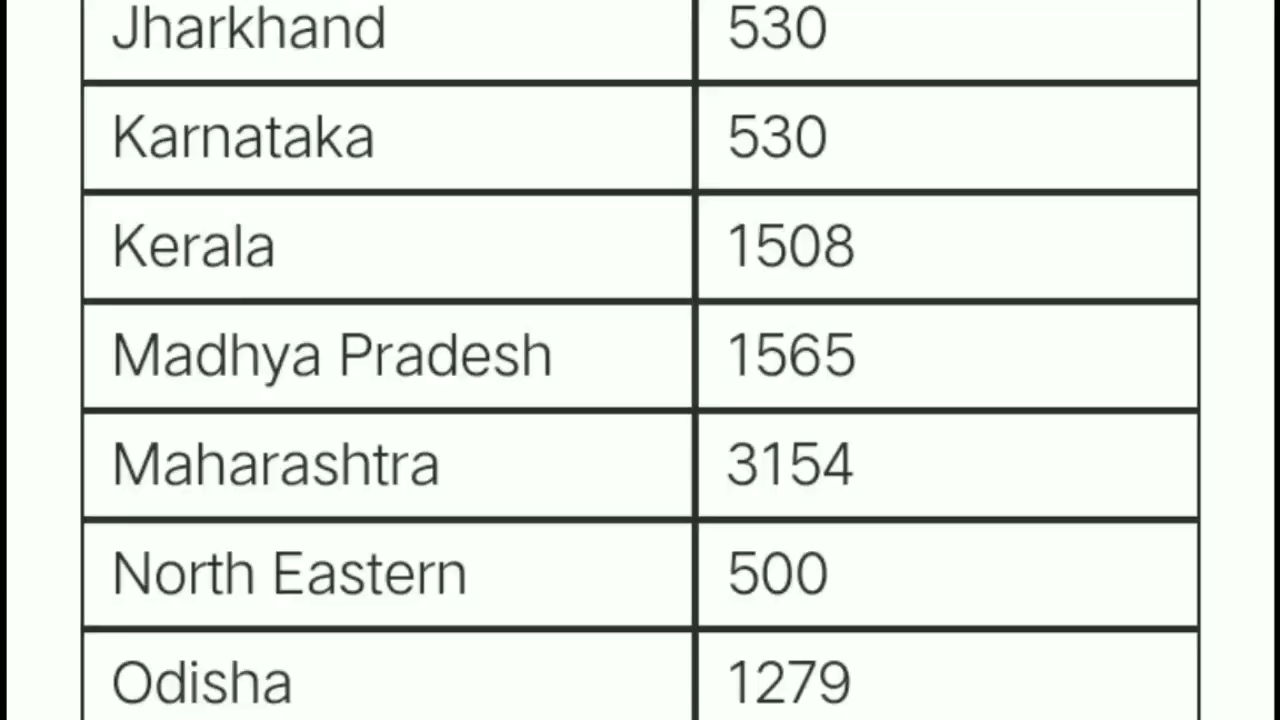 Jharkhand 530
Karnataka 530
Kerala 1508
Madhya Pradesh 1565
Maharashtra 3154
North Eastern 500
Odisha 1279